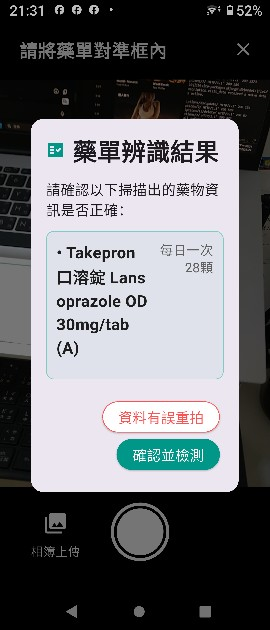 21:31
52%
請將藥單對準框內
藥單辨識結果
請確認以下掃描出的藥物資
訊是否正確：
• Takepron
口溶錠 Lans
oprazole OD
30mg/tab
(A)
每日一次
28顆
資料有誤重拍
確認並檢測
相簿上傳